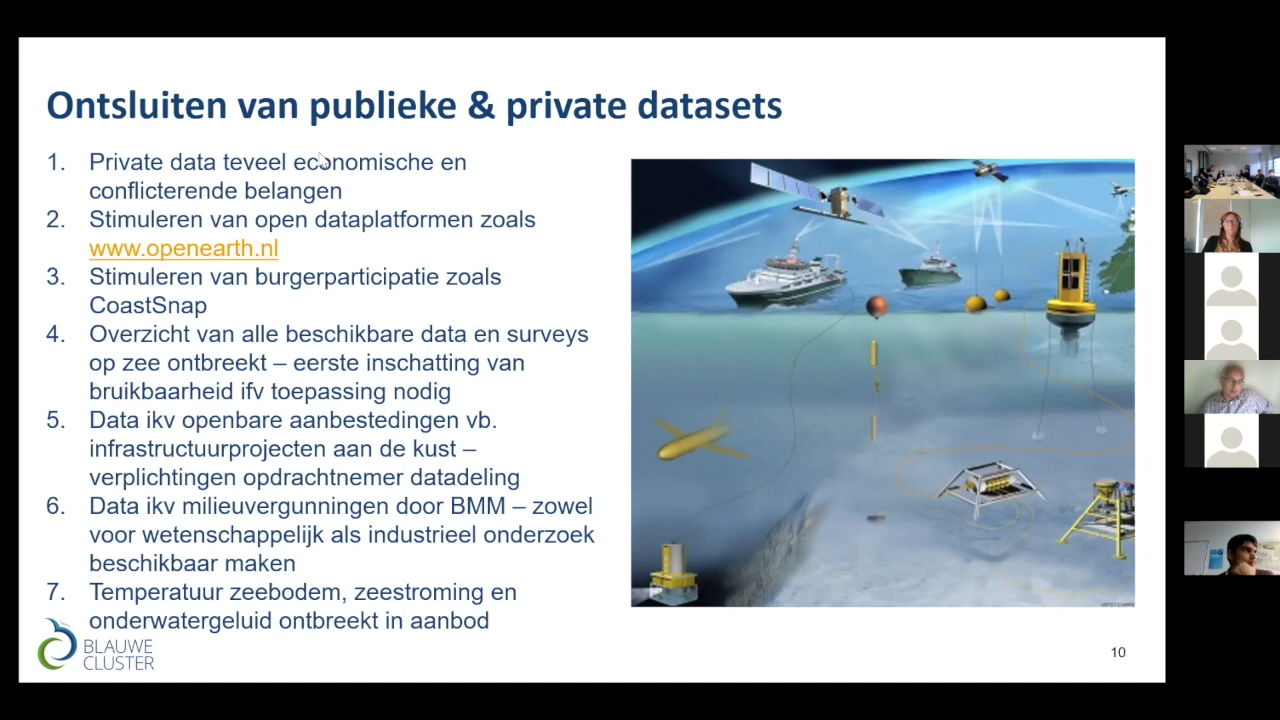 Ontsluiten van publieke & private datasets
1. Private data teveel economische en
conflicterende belangen
2. Stimuleren van open dataplatformen zoals
www.openearth.nl
3. Stimuleren van burgerparticipatie zoals
CoastSnap
4. Overzicht van alle beschikbare data en surveys
op zee ontbreekt – eerste inschatting van
bruikbaarheid ifv toepassing nodig
5. Data ikv openbare aanbestedingen vb.
infrastructuurprojecten aan de kust –
verplichtingen opdrachtnemer datadeling
6. Data ikv milieuvergunningen door BMM – zowel
voor wetenschappelijk als industrieel onderzoek
beschikbaar maken
7. Temperatuur zeebodem, zeestroming en
onderwatergeluid ontbreekt in aanbod
BLAUWE
CLUSTER
10